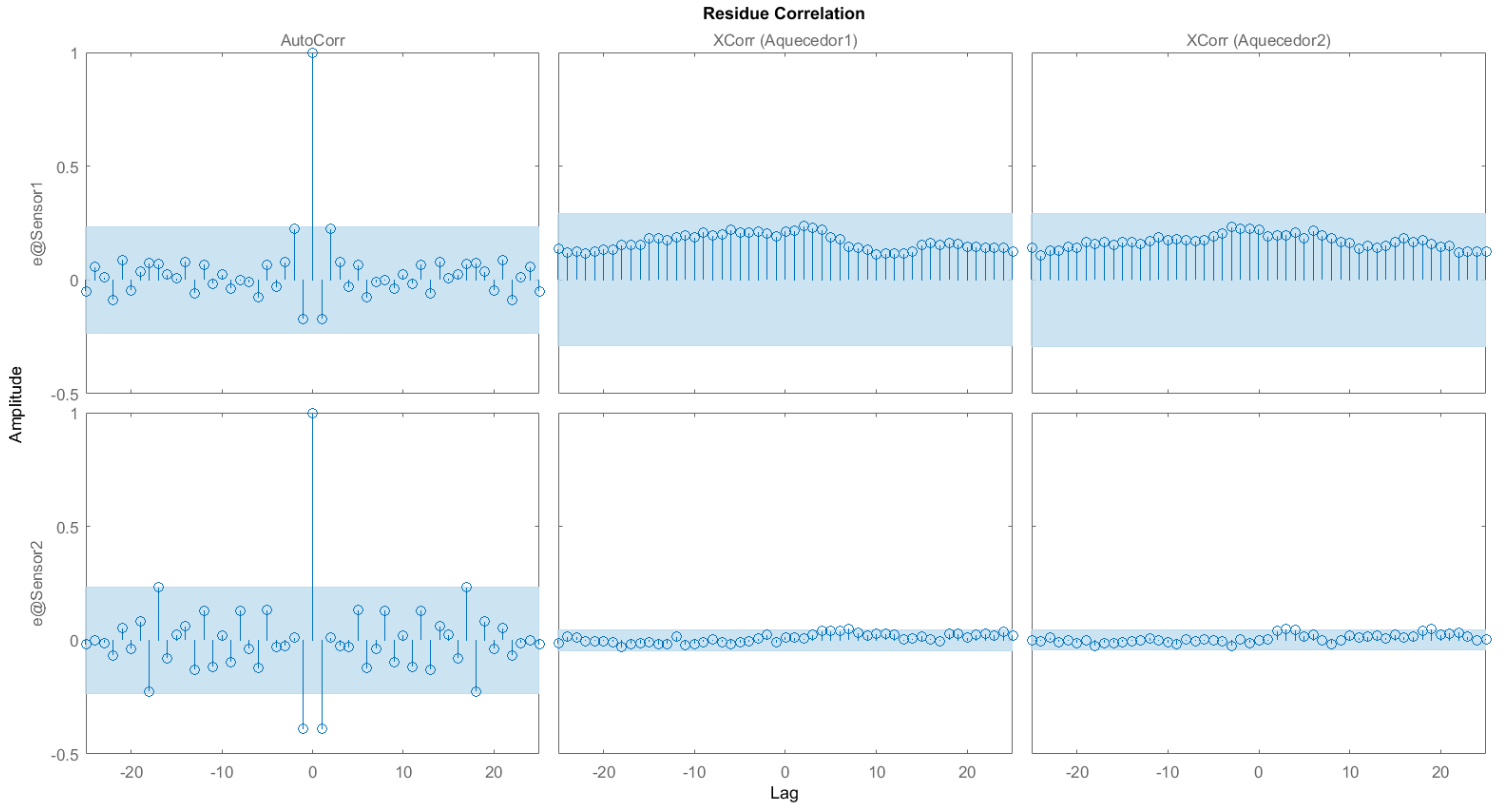 Residue Correlation
AutoCorr
XCorr (Aquecedor1)
XCorr (Aquecedor2)
e@Sensor1
1
0.5
0
-0.5
e@Sensor2
1
0.5
0
-0.5
Amplitude
-20 -10 0 10 20
-20 -10 0 10 20
-20 -10 0 10 20
Lag